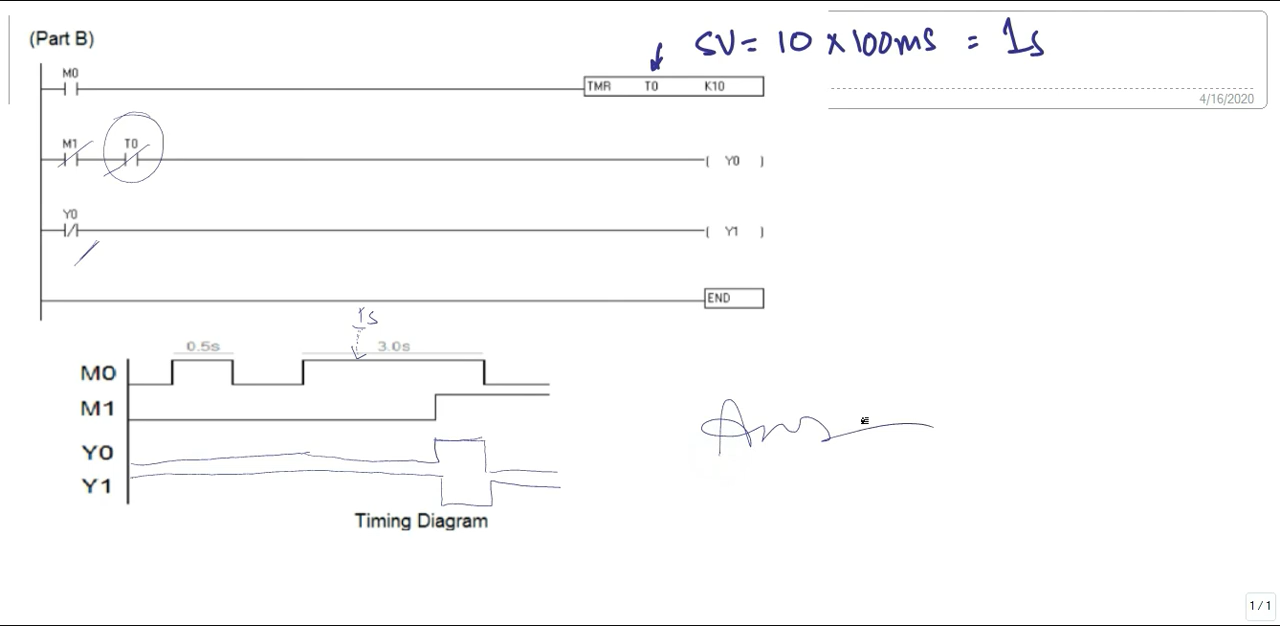 (Part B)
SV = 10 x 100ms = 1s
4/16/2020
M0
TMR T0 K10
M1 T0
Y0
Y0
Y1
END
1s
0.5s 3.0s
M0
M1
Y0
Y1
Timing Diagram
Ans
1 / 1